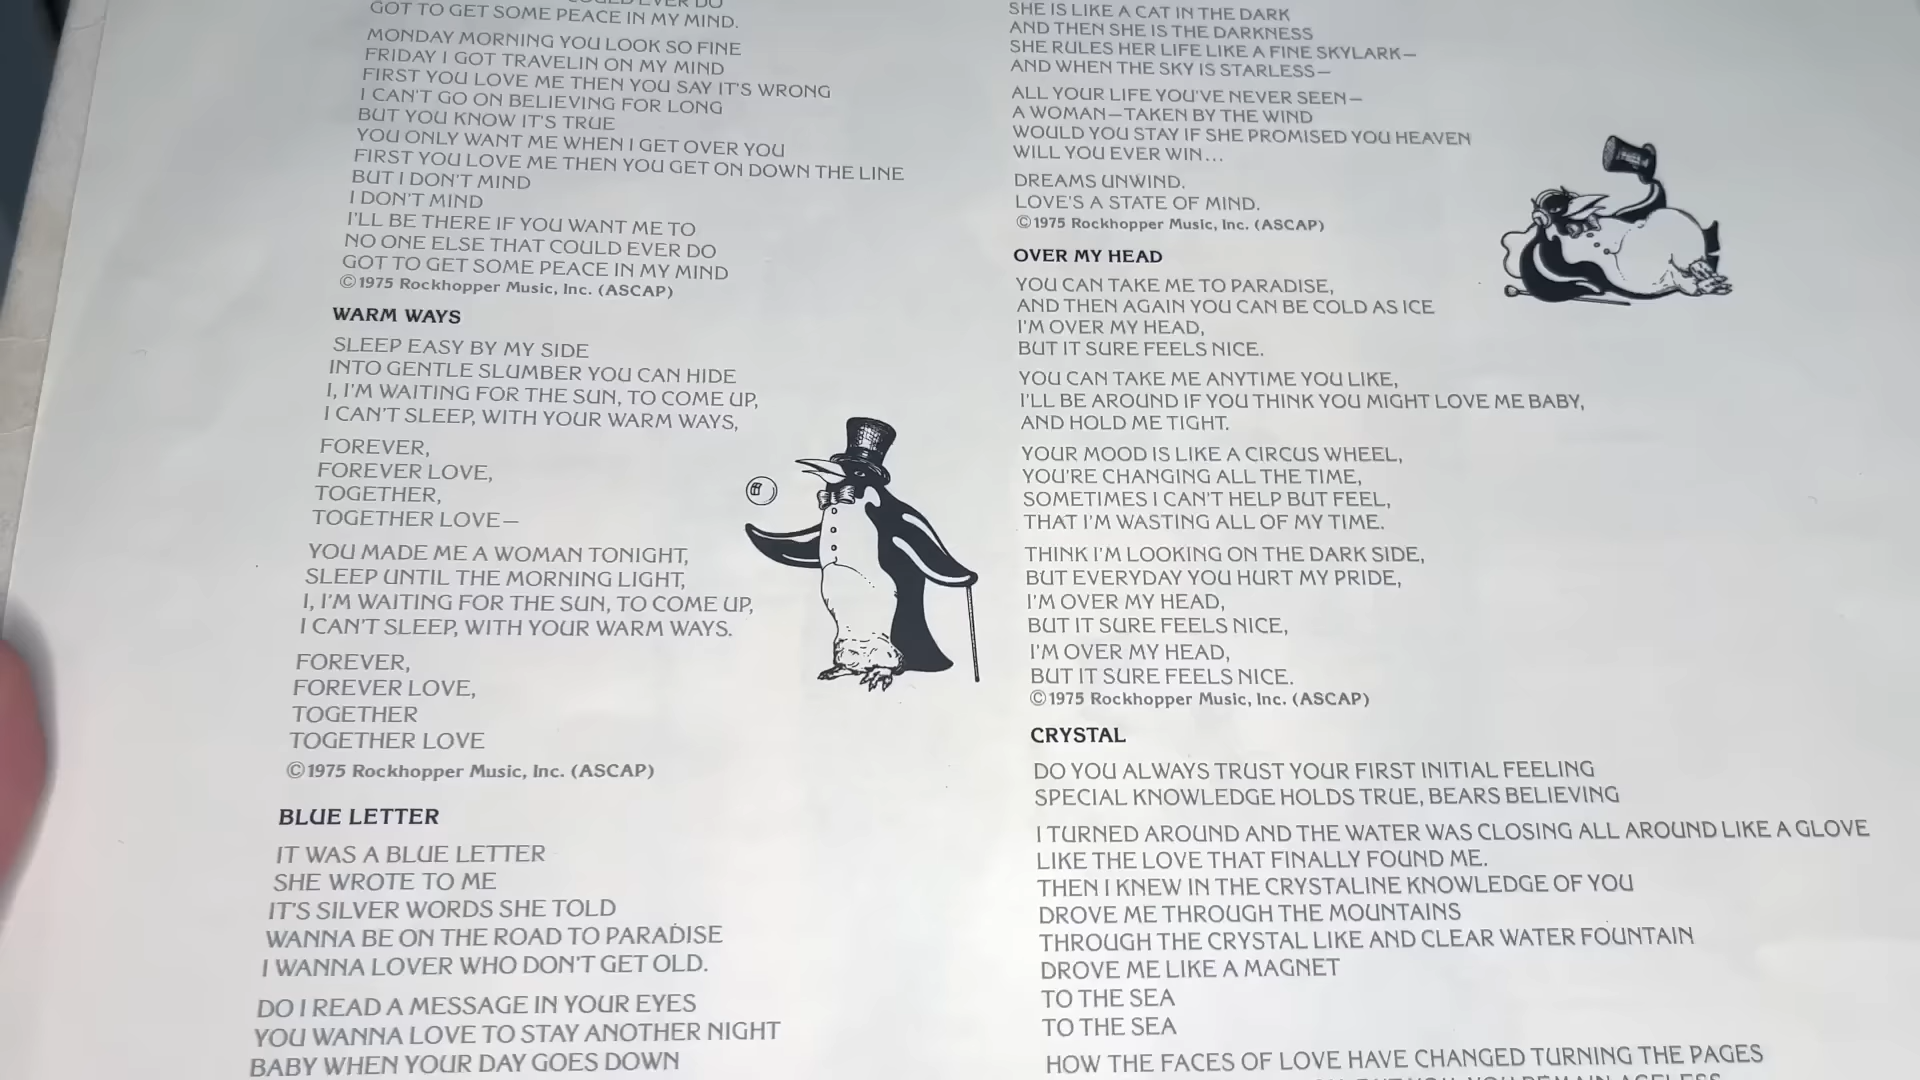 GOT TO GET SOME PEACE IN MY MIND.
MONDAY MORNING YOU LOOK SO FINE
FRIDAY I GOT TRAVELIN ON MY MIND
FIRST YOU LOVE ME THEN YOU SAY IT'S WRONG
I CAN'T GO ON BELIEVING FOR LONG
BUT YOU KNOW IT'S TRUE
YOU ONLY WANT ME WHEN I GET OVER YOU
FIRST YOU LOVE ME THEN YOU GET ON DOWN THE LINE
BUT I DON'T MIND
I DON'T MIND
I'LL BE THERE IF YOU WANT ME TO
NO ONE ELSE THAT COULD EVER DO
GOT TO GET SOME PEACE IN MY MIND
©1975 Rockhopper Music, Inc. (ASCAP)
WARM WAYS
SLEEP EASY BY MY SIDE
INTO GENTLE SLUMBER YOU CAN HIDE
I, I'M WAITING FOR THE SUN, TO COME UP,
I CAN'T SLEEP, WITH YOUR WARM WAYS,
FOREVER,
FOREVER LOVE,
TOGETHER,
TOGETHER LOVE—
YOU MADE ME A WOMAN TONIGHT,
SLEEP UNTIL THE MORNING LIGHT,
I, I'M WAITING FOR THE SUN, TO COME UP,
I CAN'T SLEEP, WITH YOUR WARM WAYS.
FOREVER,
FOREVER LOVE,
TOGETHER
TOGETHER LOVE
©1975 Rockhopper Music, Inc. (ASCAP)
BLUE LETTER
IT WAS A BLUE LETTER
SHE WROTE TO ME
IT'S SILVER WORDS SHE TOLD
WANNA BE ON THE ROAD TO PARADISE
I WANNA LOVER WHO DON'T GET OLD.
DO I READ A MESSAGE IN YOUR EYES
YOU WANNA LOVE TO STAY ANOTHER NIGHT
BABY WHEN YOUR DAY GOES DOWN
SHE IS LIKE A CAT IN THE DARK
AND THEN SHE IS THE DARKNESS
SHE RULES HER LIFE LIKE A FINE SKYLARK—
AND WHEN THE SKY IS STARLESS—
ALL YOUR LIFE YOU'VE NEVER SEEN—
A WOMAN—TAKEN BY THE WIND
WOULD YOU STAY IF SHE PROMISED YOU HEAVEN
WILL YOU EVER WIN...
DREAMS UNWIND.
LOVE'S A STATE OF MIND.
©1975 Rockhopper Music, Inc. (ASCAP)
OVER MY HEAD
YOU CAN TAKE ME TO PARADISE,
AND THEN AGAIN YOU CAN BE COLD AS ICE
I'M OVER MY HEAD,
BUT IT SURE FEELS NICE.
YOU CAN TAKE ME ANYTIME YOU LIKE,
I'LL BE AROUND IF YOU THINK YOU MIGHT LOVE ME BABY,
AND HOLD ME TIGHT.
YOUR MOOD IS LIKE A CIRCUS WHEEL,
YOU'RE CHANGING ALL THE TIME,
SOMETIMES I CAN'T HELP BUT FEEL,
THAT I'M WASTING ALL OF MY TIME.
THINK I'M LOOKING ON THE DARK SIDE,
BUT EVERYDAY YOU HURT MY PRIDE,
I'M OVER MY HEAD,
BUT IT SURE FEELS NICE,
I'M OVER MY HEAD,
BUT IT SURE FEELS NICE.
©1975 Rockhopper Music, Inc. (ASCAP)
CRYSTAL
DO YOU ALWAYS TRUST YOUR FIRST INITIAL FEELING
SPECIAL KNOWLEDGE HOLDS TRUE, BEARS BELIEVING
I TURNED AROUND AND THE WATER WAS CLOSING ALL AROUND LIKE A GLOVE
LIKE THE LOVE THAT FINALLY FOUND ME.
THEN I KNEW IN THE CRYSTALINE KNOWLEDGE OF YOU
DROVE ME THROUGH THE MOUNTAINS
THROUGH THE CRYSTAL LIKE AND CLEAR WATER FOUNTAIN
DROVE ME LIKE A MAGNET
TO THE SEA
TO THE SEA
HOW THE FACES OF LOVE HAVE CHANGED TURNING THE PAGES